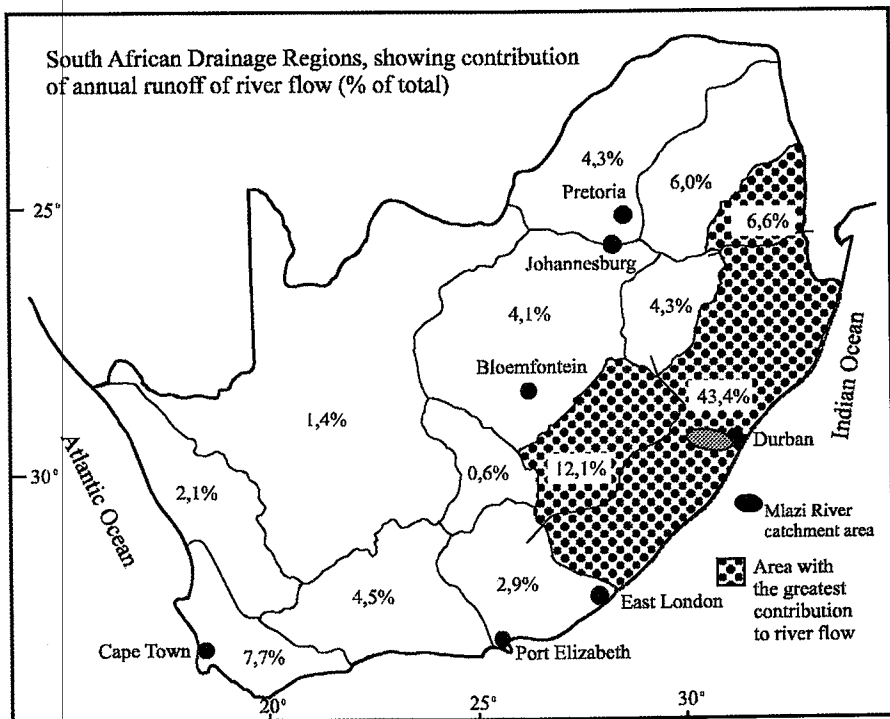 South African Drainage Regions, showing contribution
of annual runoff of river flow (% of total)
4,3%
Pretoria
6,0%
25°
6,6%
Johannesburg
4,1%
4,3%
Indian Ocean
Bloemfontein
43,4%
1,4%
Durban
Atlantic Ocean
30°
0,6%
12,1%
2,1%
Mlazi River
catchment area
Area with
the greatest
contribution
to river flow
2,9%
4,5%
East London
Cape Town
7,7%
Port Elizabeth
20°
25°
30°